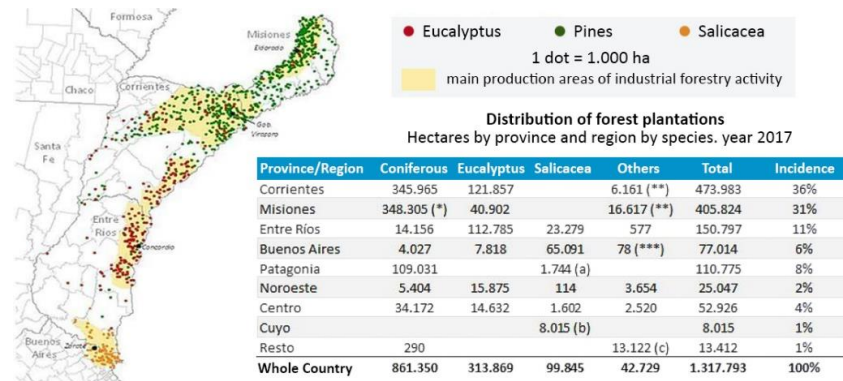 Formosa
Misiones
Eldorado
Chaco
Corrientes
Gob.
Virasoro
Santa
Fe
Entre
Ríos
Concordia
Buenos
Aires
Zárate
Eucalyptus Pines Salicacea
1 dot = 1.000 ha
main production areas of industrial forestry activity
Distribution of forest plantations
Hectares by province and region by species. year 2017
Province/Region Coniferous Eucalyptus Salicacea Others Total Incidence
Corrientes 345.965 121.857 6.161 (**) 473.983 36%
Misiones 348.305 (*) 40.902 16.617 (**) 405.824 31%
Entre Ríos 14.156 112.785 23.279 577 150.797 11%
Buenos Aires 4.027 7.818 65.091 78 (***) 77.014 6%
Patagonia 109.031 1.744 (a) 110.775 8%
Noroeste 5.404 15.875 114 3.654 25.047 2%
Centro 34.172 14.632 1.602 2.520 52.926 4%
Cuyo 8.015 (b) 8.015 1%
Resto 290 13.122 (c) 13.412 1%
Whole Country 861.350 313.869 99.845 42.729 1.317.793 100%